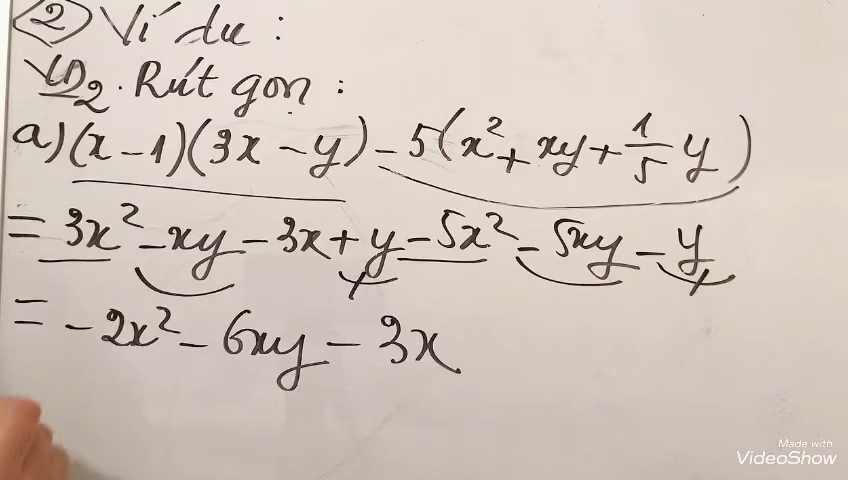 2 Ví dụ :
VD2. Rút gọn :
a) (x - 1)(3x - y) - 5(x² + xy + 1/5 y)
= 3x² - xy - 3x + y - 5x² - 5xy - y
= - 2x² - 6xy - 3x
Made with
VideoShow